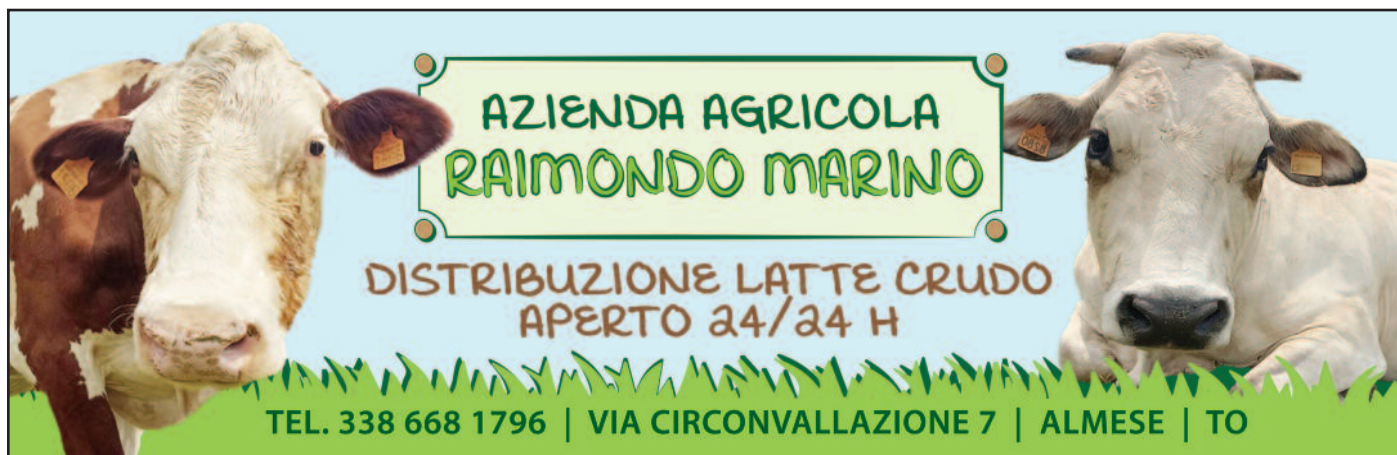 AZIENDA AGRICOLA
RAIMONDO MARINO
DISTRIBUZIONE LATTE CRUDO
APERTO 24/24 H
TEL. 338 668 1796 | VIA CIRCONVALLAZIONE 7 | ALMESE | TO